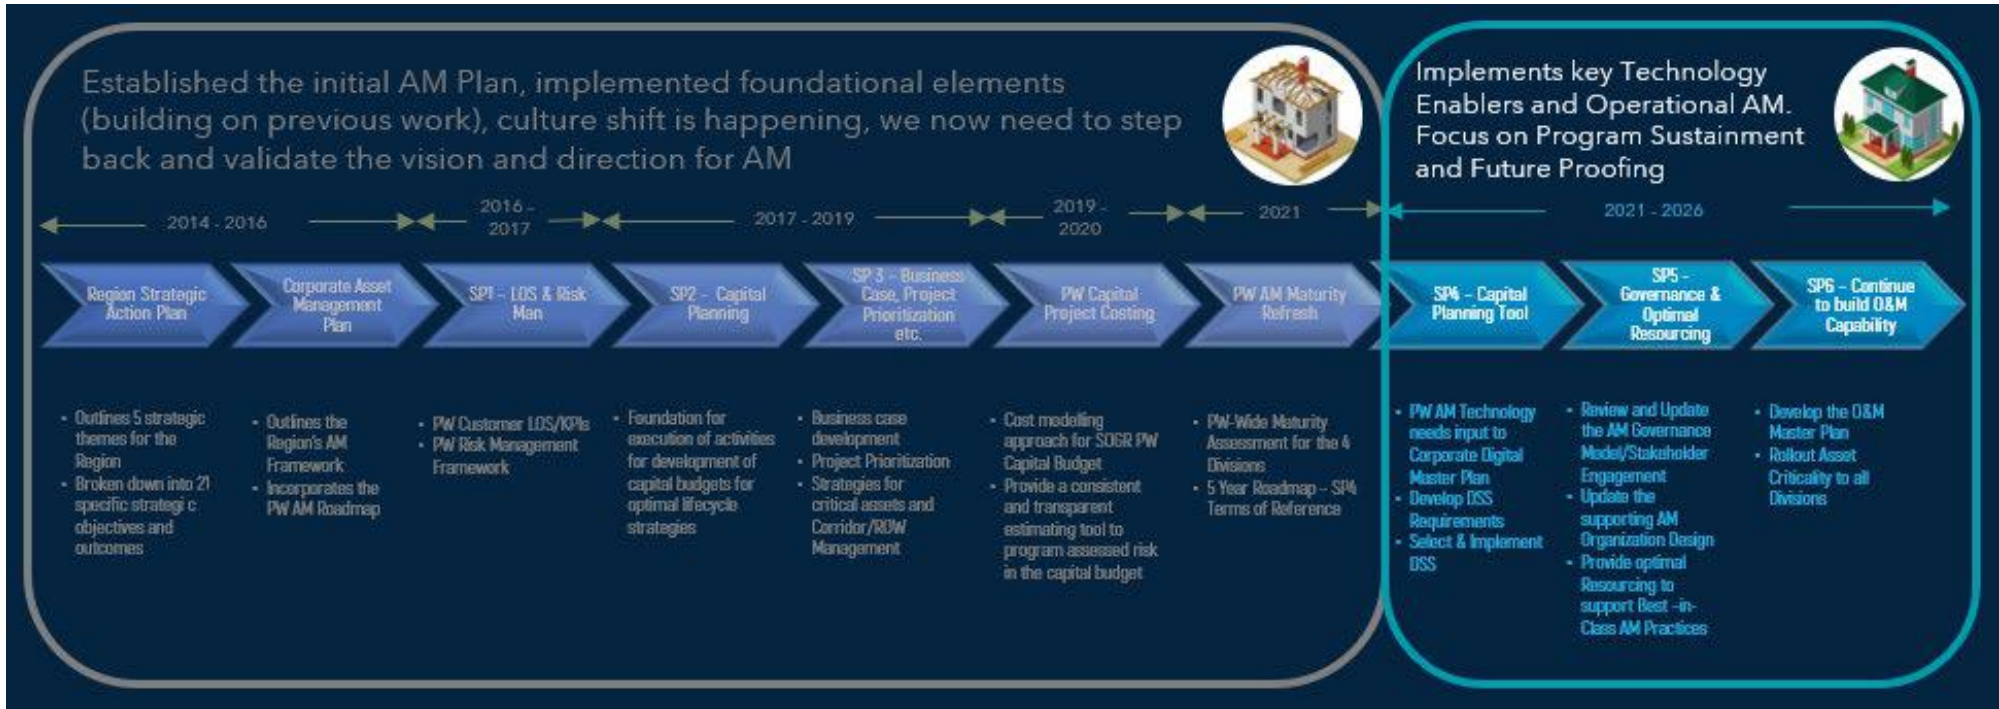 Established the initial AM Plan, implemented foundational elements
(building on previous work), culture shift is happening, we now need to step
back and validate the vision and direction for AM
Implements key Technology
Enablers and Operational AM.
Focus on Program Sustainment
and Future Proofing
2014 - 2016
2016 -
2017
2017 - 2019
2019 -
2020
2021
2021 - 2026
Region Strategic
Action Plan
Corporate Asset
Management
Plan
SP1 - LOS & Risk
Man
SP2 - Capital
Planning
SP 3 - Business
Case, Project
Prioritization
etc.
PW Capital
Project Costing
PW AM Maturity
Refresh
SP4 - Capital
Planning Tool
SP5 -
Governance &
Optimal
Resourcing
SP6 - Continue
to build O&M
Capability
• Outlines 5 strategic
themes for the
Region
• Broken down into 21
specific strategi c
objectives and
outcomes
• Outlines the
Region's AM
Framework
• Incorporates the
PW AM Roadmap
• PW Customer LOS/KPIs
• PW Risk Management
Framework
• Foundation for
execution of activities
for development of
capital budgets for
optimal lifecycle
strategies
• Business case
development
• Project Prioritization
• Strategies for
critical assets and
Corridor/ROW
Management
• Cost modelling
approach for SOGR PW
Capital Budget
• Provide a consistent
and transparent
estimating tool to
program assessed risk
in the capital budget
• PW-Wide Maturity
Assessment for the 4
Divisions
• 5 Year Roadmap - SP4
Terms of Reference
• PW AM Technology
needs input to
Corporate Digital
Master Plan
• Develop DSS
Requirements
• Select & Implement
DSS
• Review and Update
the AM Governance
Model/Stakeholder
Engagement
• Update the
supporting AM
Organization Design
• Provide optimal
Resourcing to
support Best -in-
Class AM Practices
• Develop the O&M
Master Plan
• Rollout Asset
Criticality to all
Divisions